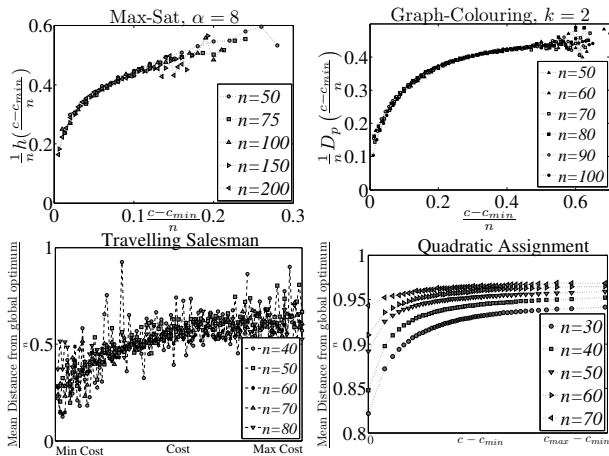 Max-Sat, α = 8
1/n h((c−c_min)/n)
0.6
0.4
0.2
0
0
0.1
0.2
0.3
(c−c_min)/n
n=50
n=75
n=100
n=150
n=200
Graph-Colouring, k = 2
1/n D_p((c−c_min)/n)
0.6
0.4
0.2
0
0
0.2
0.4
0.6
(c−c_min)/n
n=50
n=60
n=70
n=80
n=90
n=100
Travelling Salesman
Mean Distance from global optimum
n
1
0.5
0
Min Cost
Cost
Max Cost
n=40
n=50
n=60
n=70
n=80
Quadratic Assignment
Mean Distance from global optimum
n
1
0.95
0.9
0.85
0.8
0
c − c_min
c_max − c_min
n=30
n=40
n=50
n=60
n=70